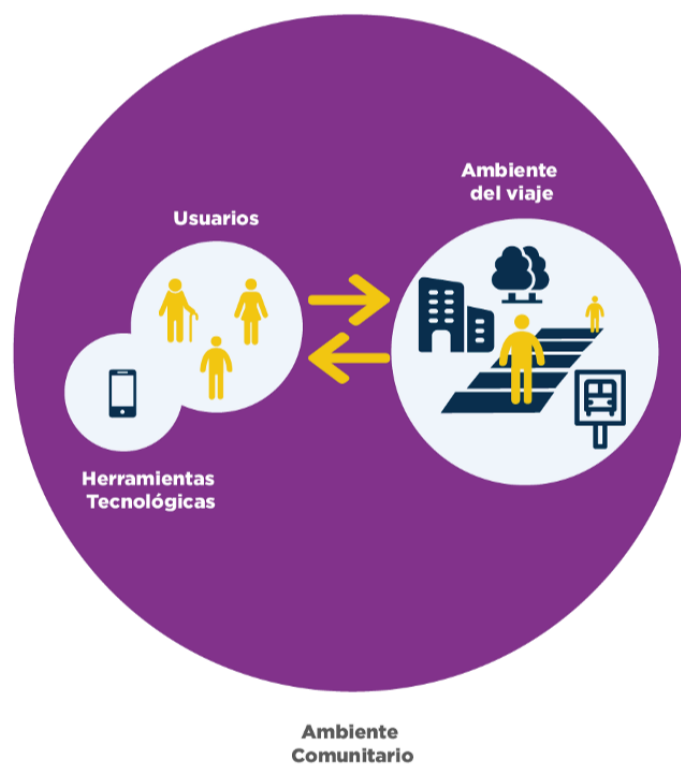 Ambiente
del viaje
Usuarios
Herramientas
Tecnológicas
Ambiente
Comunitario